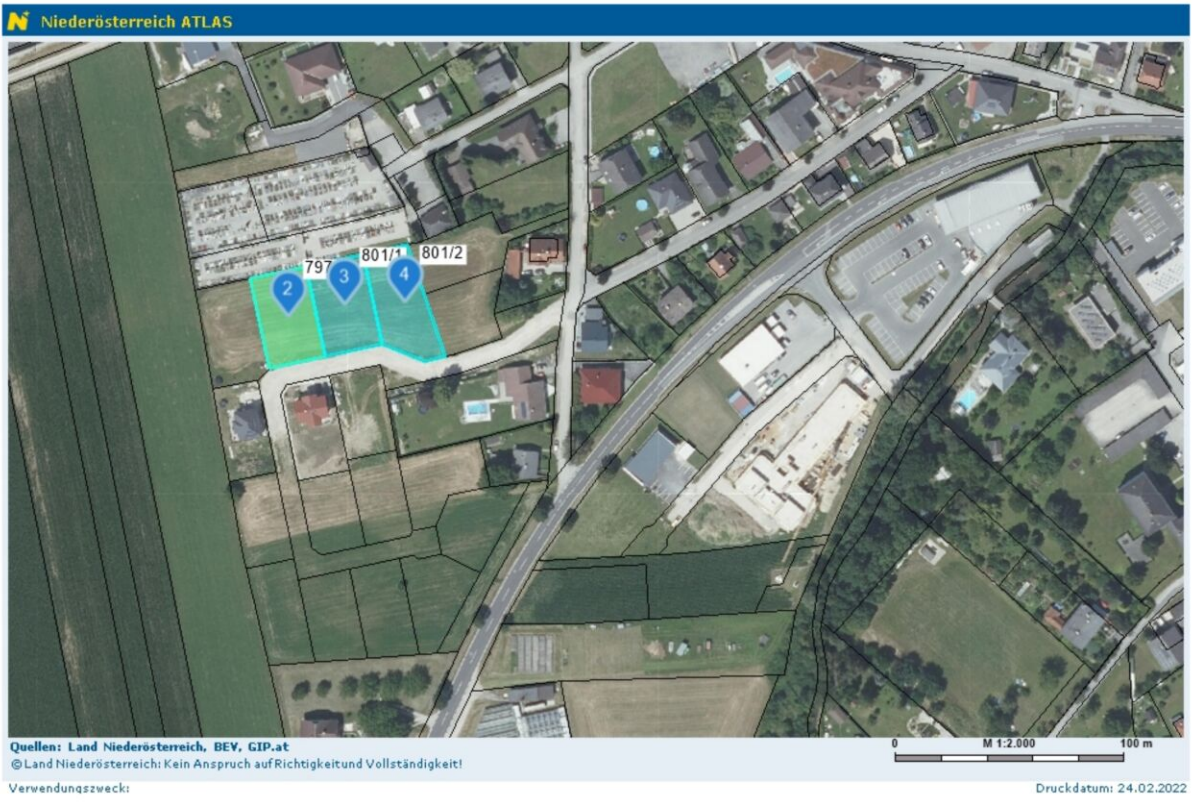 N Niederösterreich ATLAS
797 801/1 801/2
2 3 4
Quellen: Land Niederösterreich, BEV, GIP.at
©Land Niederösterreich: Kein Anspruch auf Richtigkeit und Vollständigkeit!
0 M 1:2.000 100 m
Verwendungszweck: Druckdatum: 24.02.2022